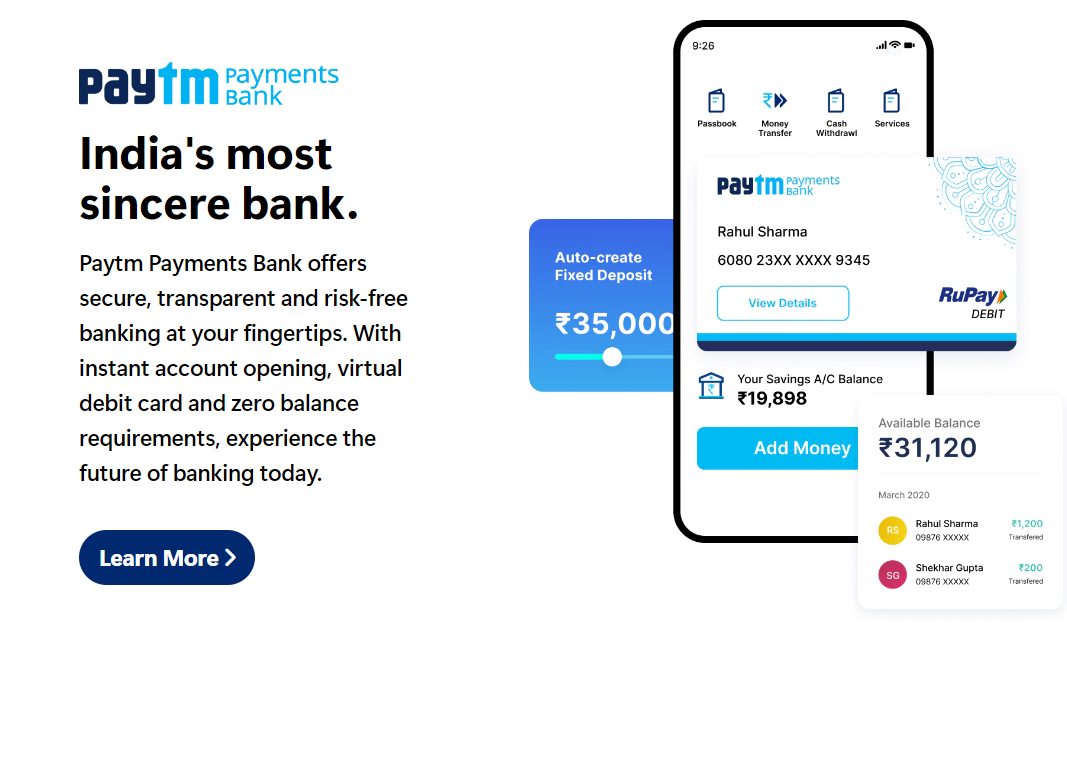 paytm Payments Bank
India's most
sincere bank.
Paytm Payments Bank offers
secure, transparent and risk-free
banking at your fingertips. With
instant account opening, virtual
debit card and zero balance
requirements, experience the
future of banking today.
Learn More
Auto-create
Fixed Deposit
₹35,000
9:26
Passbook
Money
Transfer
Cash
Withdrawl
Services
paytm Payments Bank
Rahul Sharma
6080 23XX XXXX 9345
View Details
RuPay
DEBIT
₹
Your Savings A/C Balance
₹19,898
Add Money
Available Balance
₹31,120
March 2020
RS
Rahul Sharma
₹1,200
09876 XXXXX
Transfered
SG
Shekhar Gupta
₹200
09876 XXXXX
Transfered